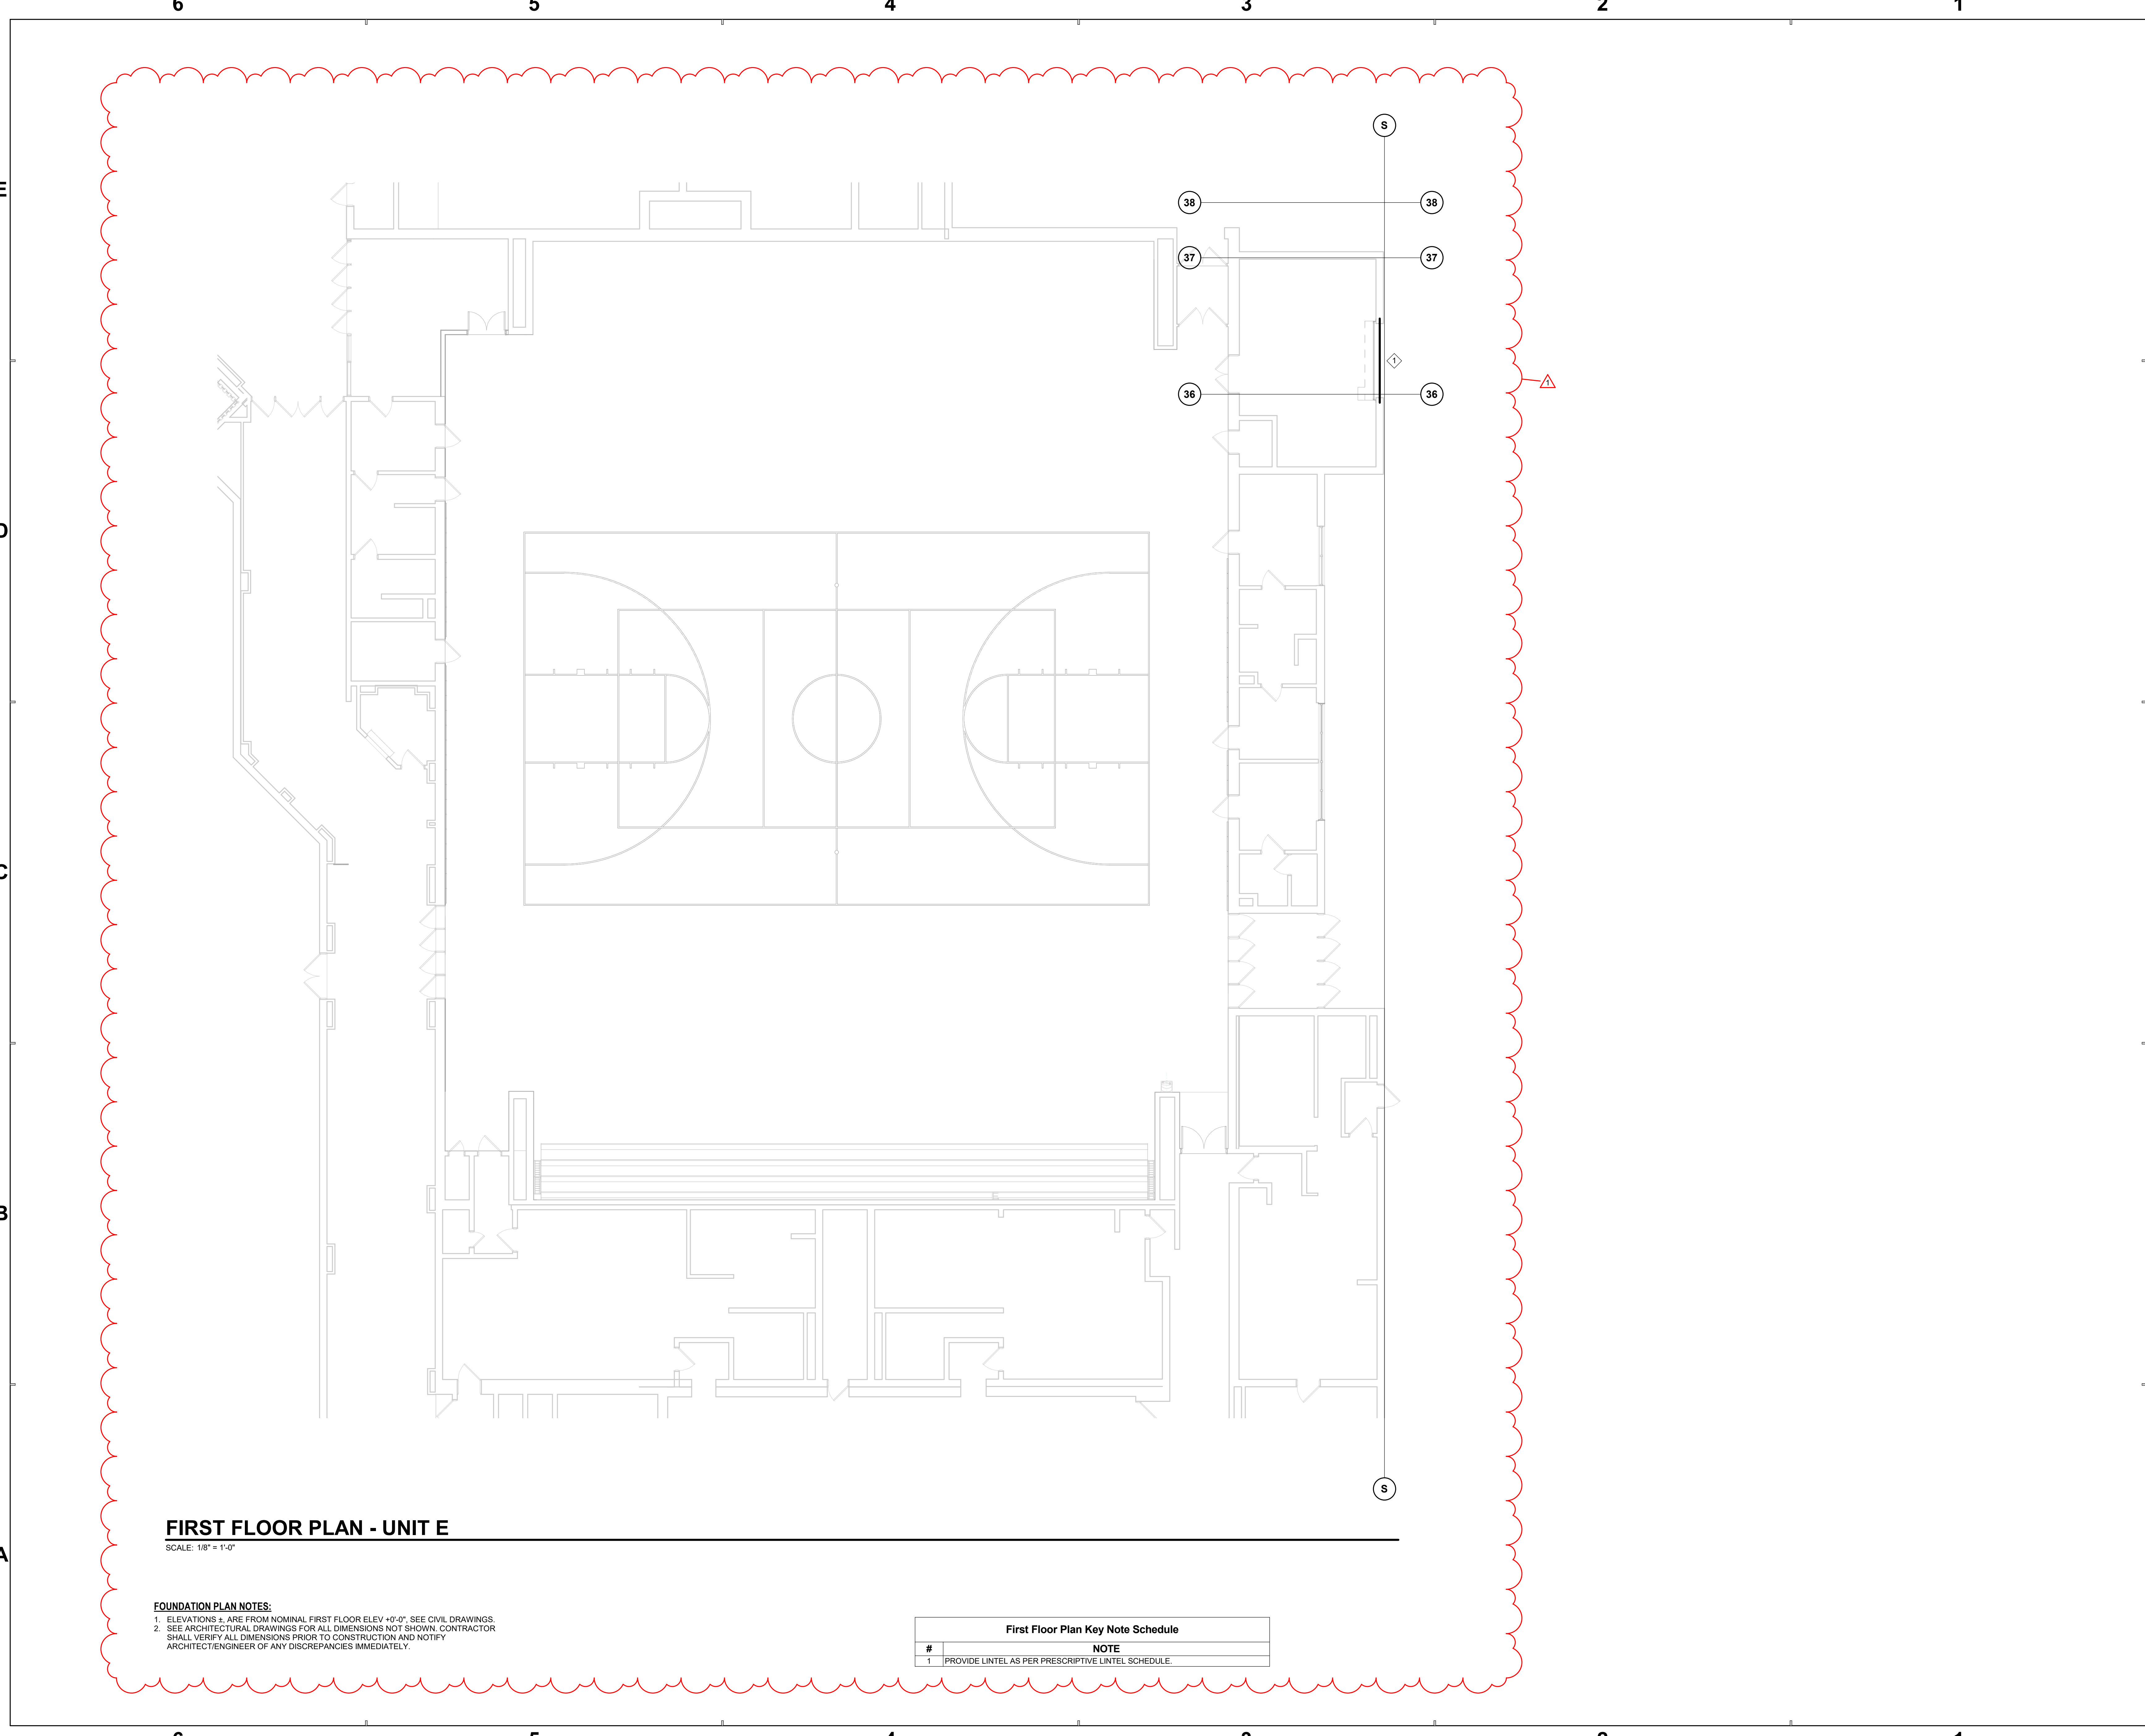 6 5 4 3 2 1
S
E
38 38
37 37
1
1
36 36
D
C
B
S
FIRST FLOOR PLAN - UNIT E
SCALE: 1/8" = 1'-0"
A
FOUNDATION PLAN NOTES:
1. ELEVATIONS ±, ARE FROM NOMINAL FIRST FLOOR ELEV +0'-0", SEE CIVIL DRAWINGS.
2. SEE ARCHITECTURAL DRAWINGS FOR ALL DIMENSIONS NOT SHOWN. CONTRACTOR
SHALL VERIFY ALL DIMENSIONS PRIOR TO CONSTRUCTION AND NOTIFY
ARCHITECT/ENGINEER OF ANY DISCREPANCIES IMMEDIATELY.
First Floor Plan Key Note Schedule
# NOTE
1 PROVIDE LINTEL AS PER PRESCRIPTIVE LINTEL SCHEDULE.
6 5 4 3 2 1